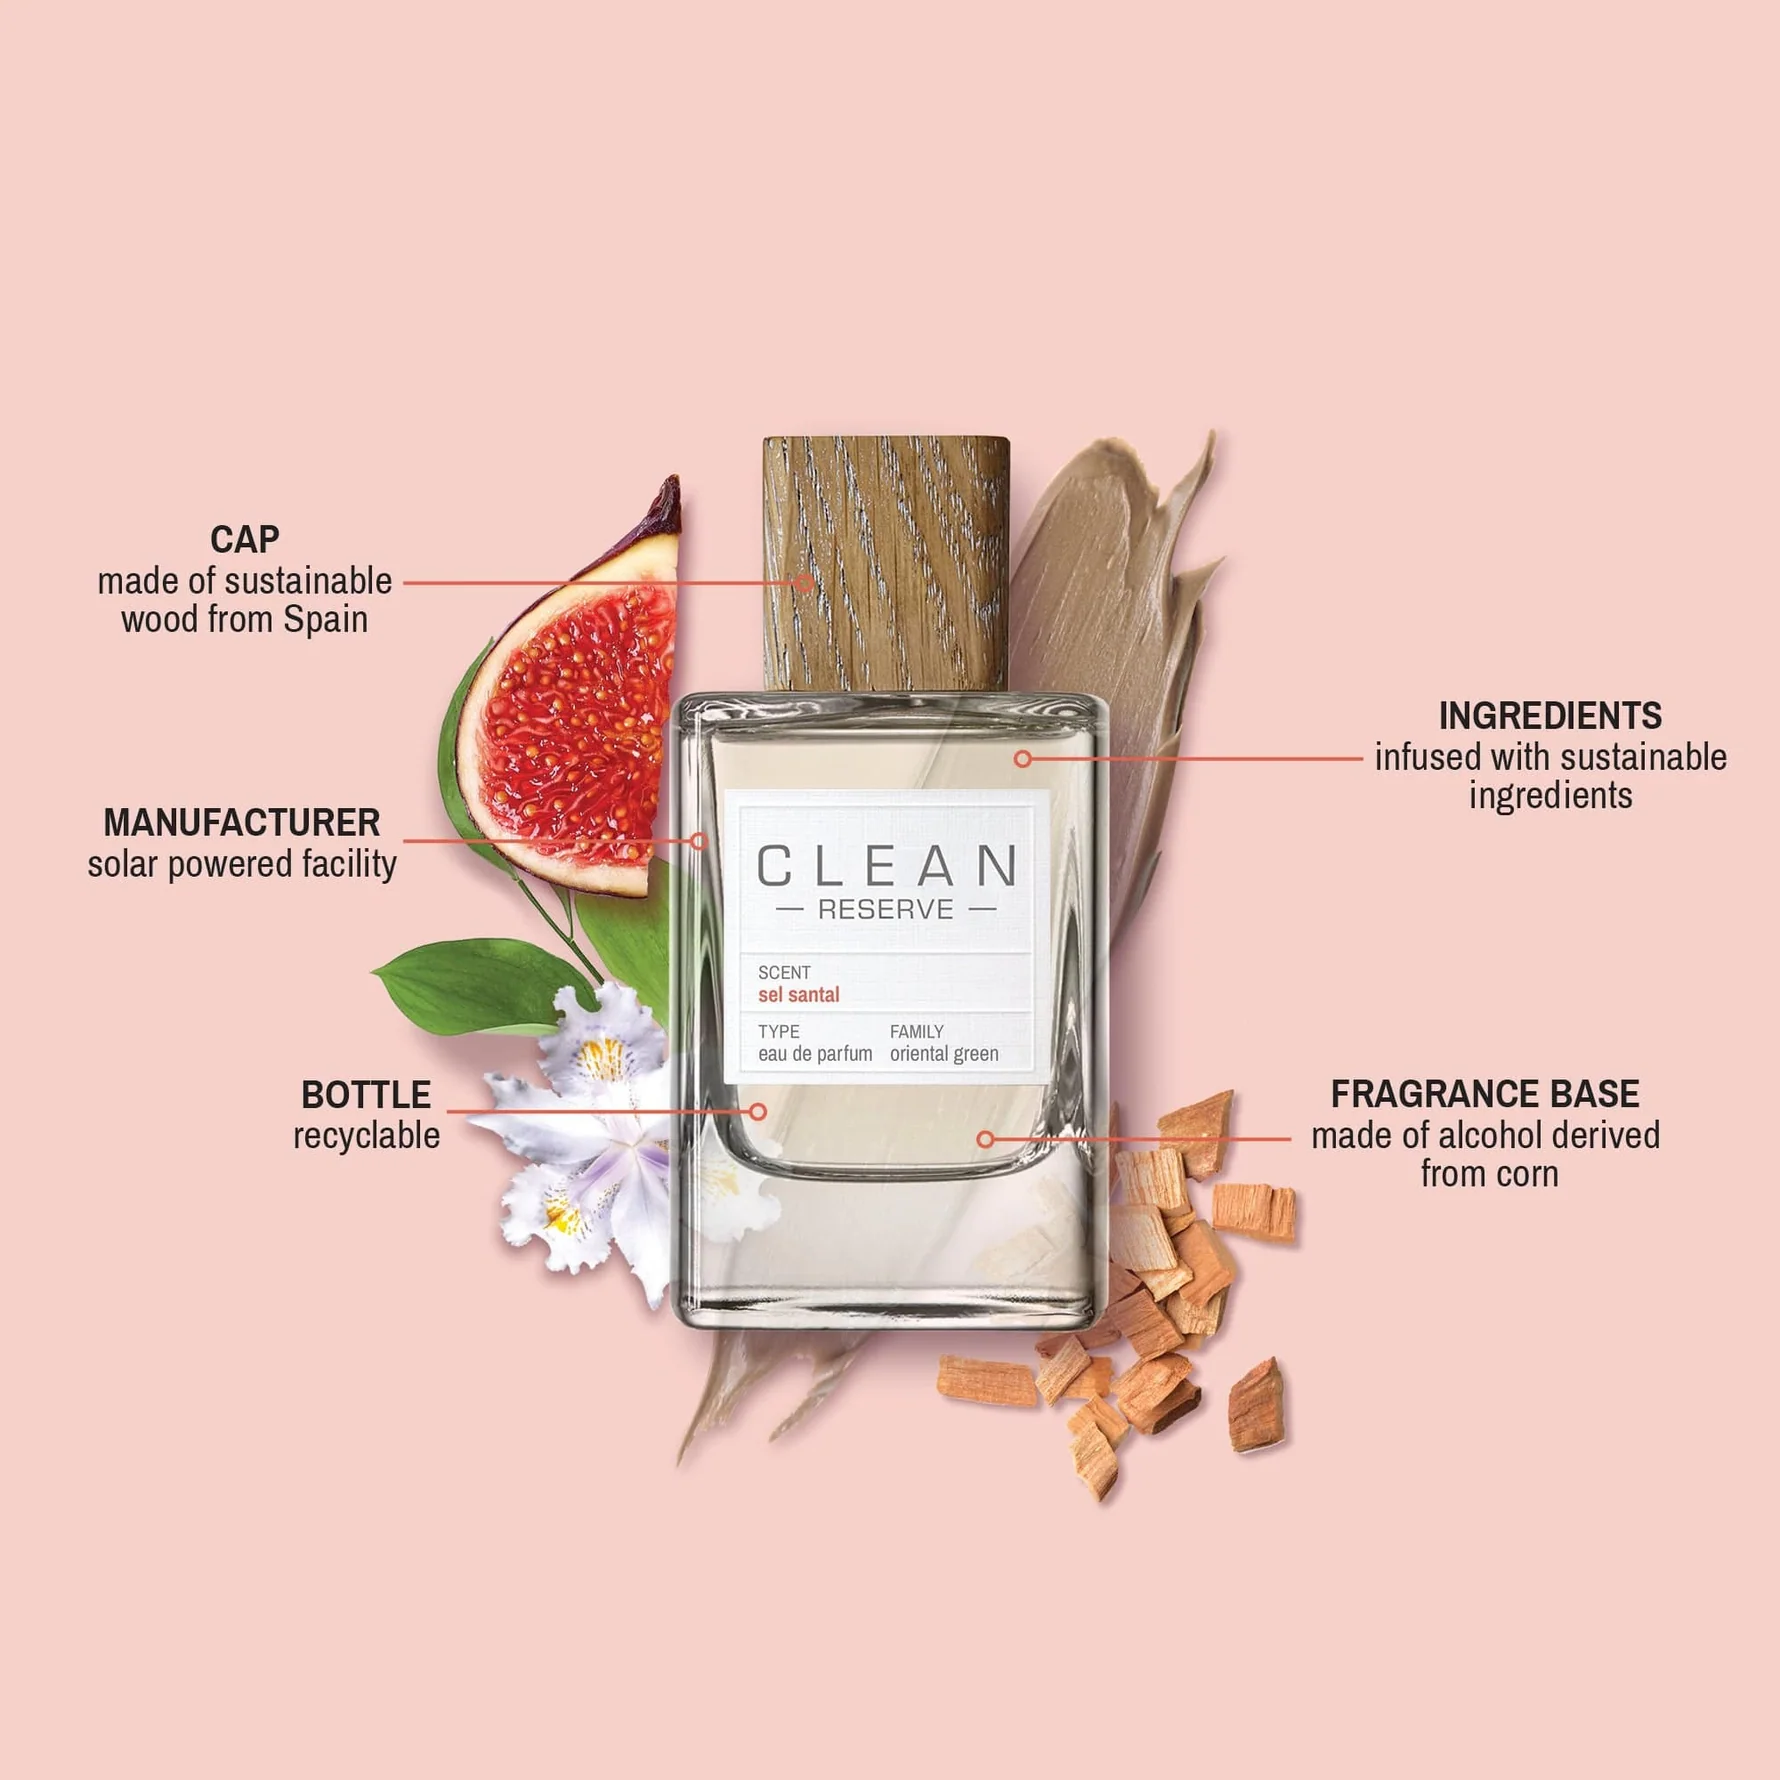 CAP
made of sustainable
wood from Spain
MANUFACTURER
solar powered facility
BOTTLE
recyclable
CLEAN
— RESERVE —
SCENT
sel santal
TYPE FAMILY
eau de parfum oriental green
INGREDIENTS
infused with sustainable
ingredients
FRAGRANCE BASE
made of alcohol derived
from corn